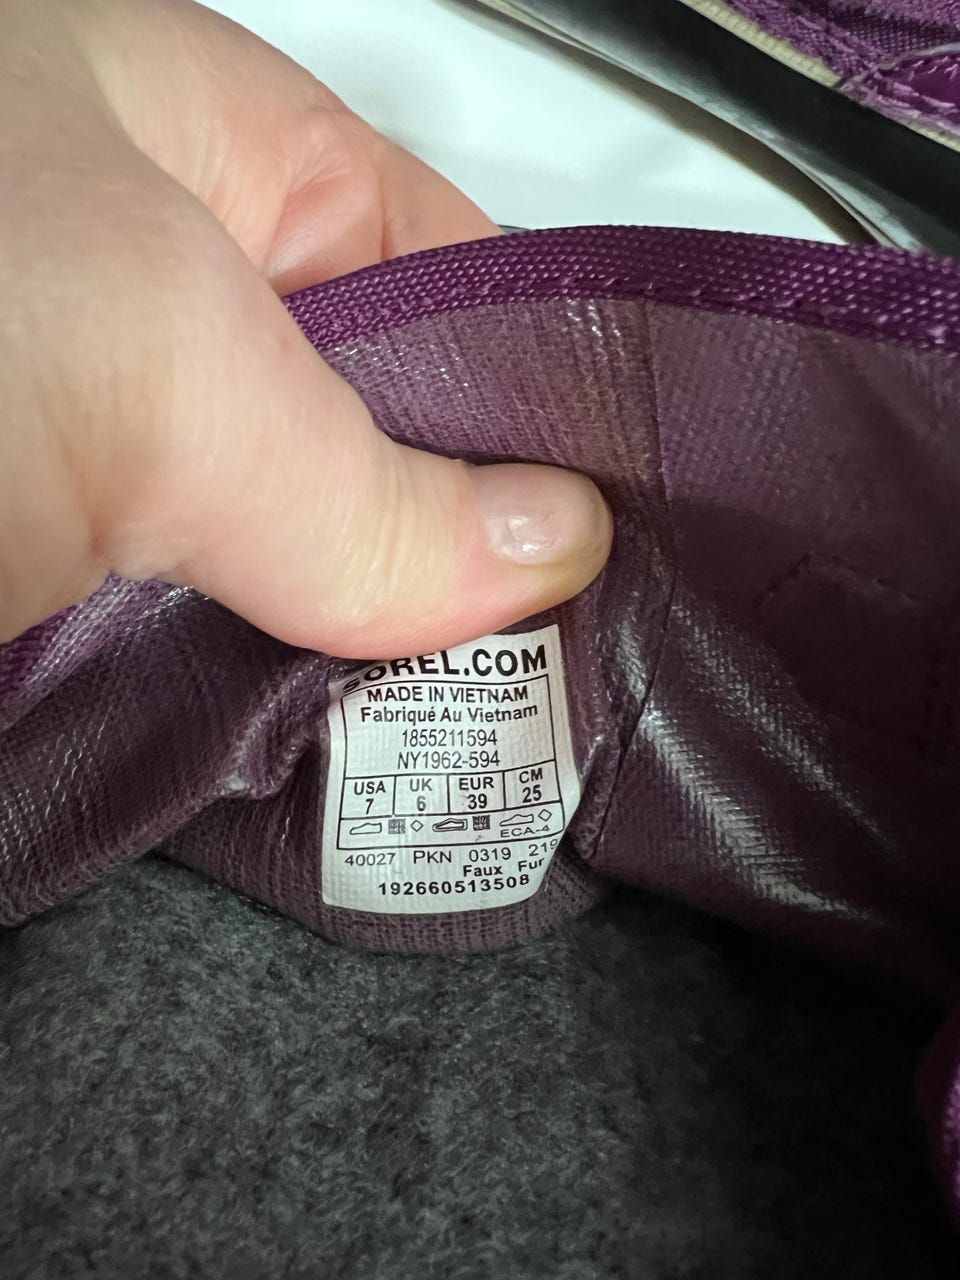 SOREL.COM
MADE IN VIETNAM
Fabriqué Au Vietnam
1855211594
NY1962-594
USA UK EUR CM
7 6 39 25
ECA-4
40027 PKN 0319 219
Faux Fur
192660513508